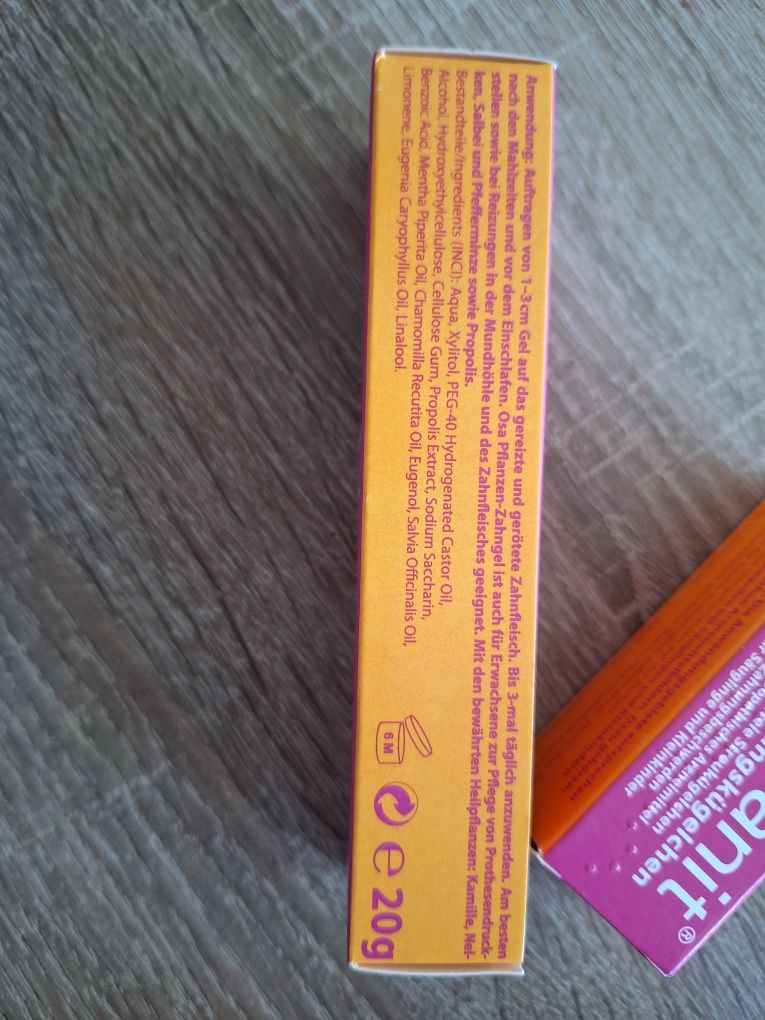 Anwendung: Auftragen von 1–3cm Gel auf das gereizte und gerötete Zahnfleisch. Bis 3-mal täglich anzuwenden. Am besten
nach den Mahlzeiten und vor dem Einschlafen. Osa Pflanzen-Zahngel ist auch für Erwachsene zur Pflege von Prothesendruck-
stellen sowie bei Reizungen in der Mundhöhle und des Zahnfleisches geeignet. Mit den bewährten Heilpflanzen: Kamille, Nel-
ken, Salbei und Pfefferminze sowie Propolis.
Bestandteile/Ingredients (INCI): Aqua, Xylitol, PEG-40 Hydrogenated Castor Oil,
Alcohol, Hydroxyethylcellulose, Cellulose Gum, Propolis Extract, Sodium Saccharin,
Benzoic Acid, Mentha Piperita Oil, Chamomilla Recutita Oil, Eugenol, Salvia Officinalis Oil,
Limonene, Eugenia Caryophyllus Oil, Linalool.
6 M
e 20g
anit®
ngskügelchen
Streukügelchen
Arzneimittel
Zahnungsbeschwerden
Säuglinge und Kleinkinder